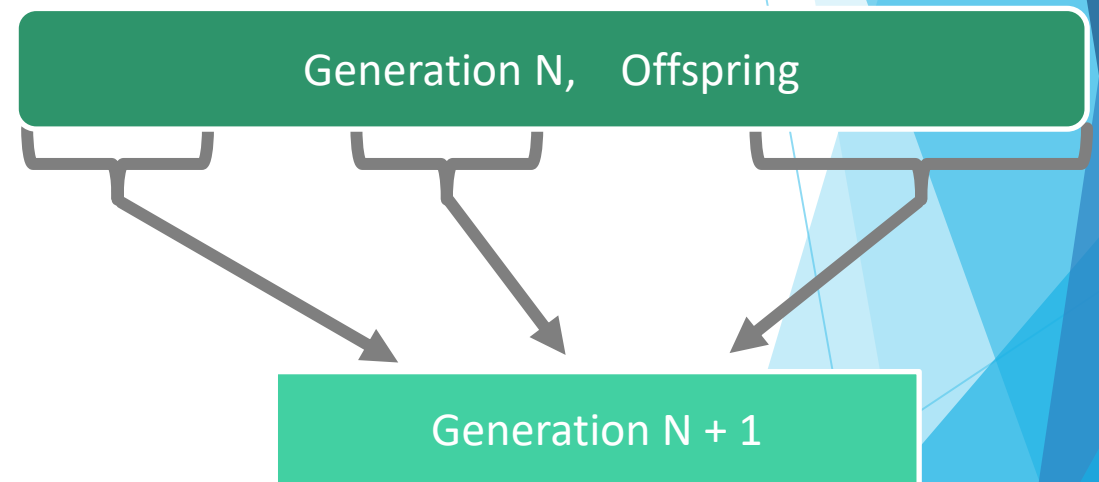 Generation N, Offspring
Generation N + 1